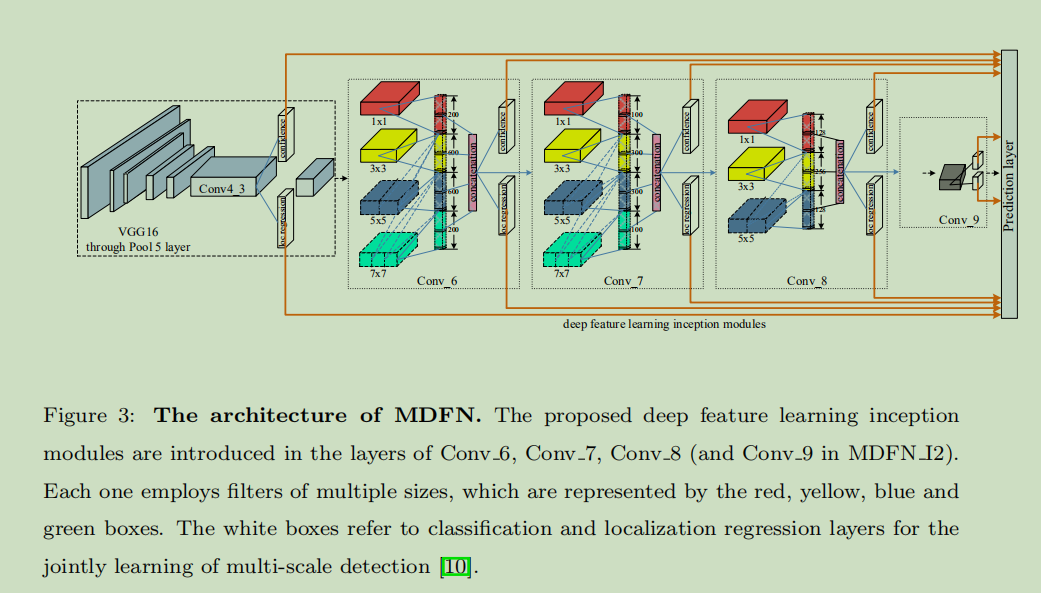 confidence
loc regression
Conv4_3
VGG16
through Pool 5 layer
1x1
3x3
5x5
7x7
200
600
600
200
concatenation
confidence
loc regression
Conv_6
1x1
3x3
5x5
7x7
100
300
300
100
concatenation
confidence
loc regression
Conv_7
1x1
3x3
5x5
128
256
128
concatenation
confidence
loc regression
Conv_8
Conv_9
Prediction layer
deep feature learning inception modules
Figure 3: The architecture of MDFN. The proposed deep feature learning inception
modules are introduced in the layers of Conv_6, Conv_7, Conv_8 (and Conv_9 in MDFN_I2).
Each one employs filters of multiple sizes, which are represented by the red, yellow, blue and
green boxes. The white boxes refer to classification and localization regression layers for the
jointly learning of multi-scale detection [10].